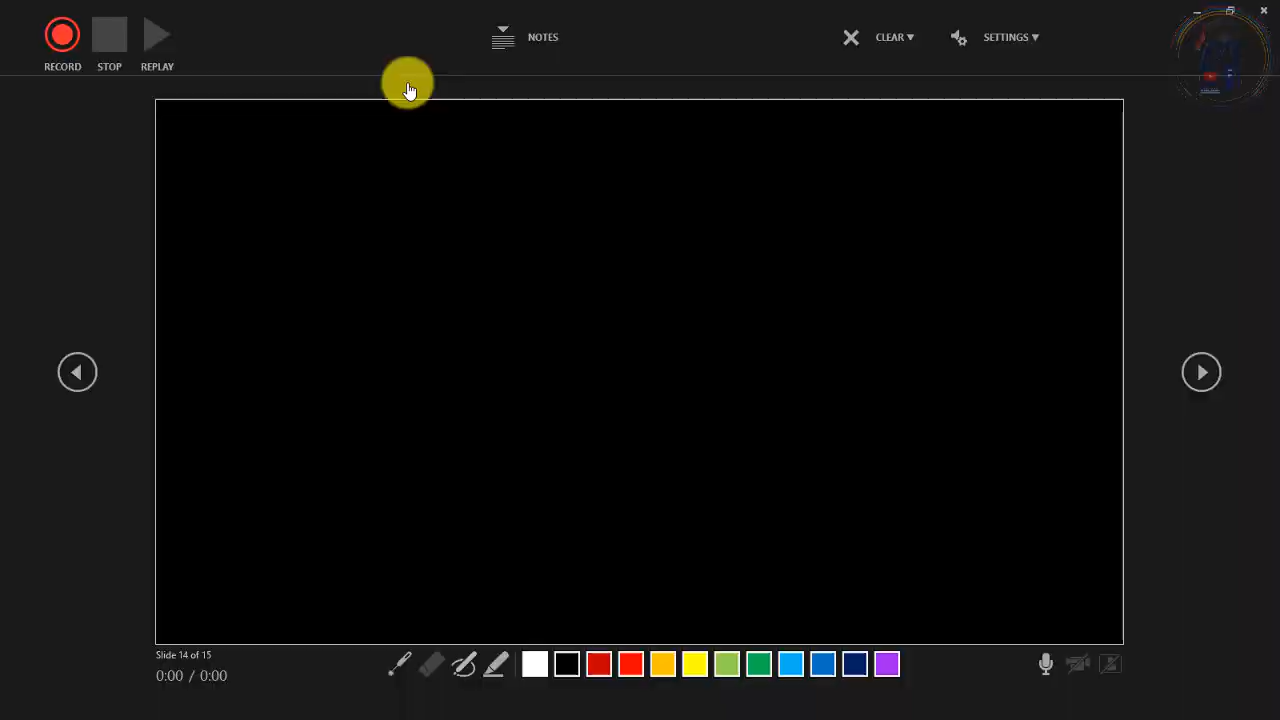 NOTES
CLEAR
SETTINGS
RECORD
STOP
REPLAY
Slide 14 of 15
0:00 / 0:00